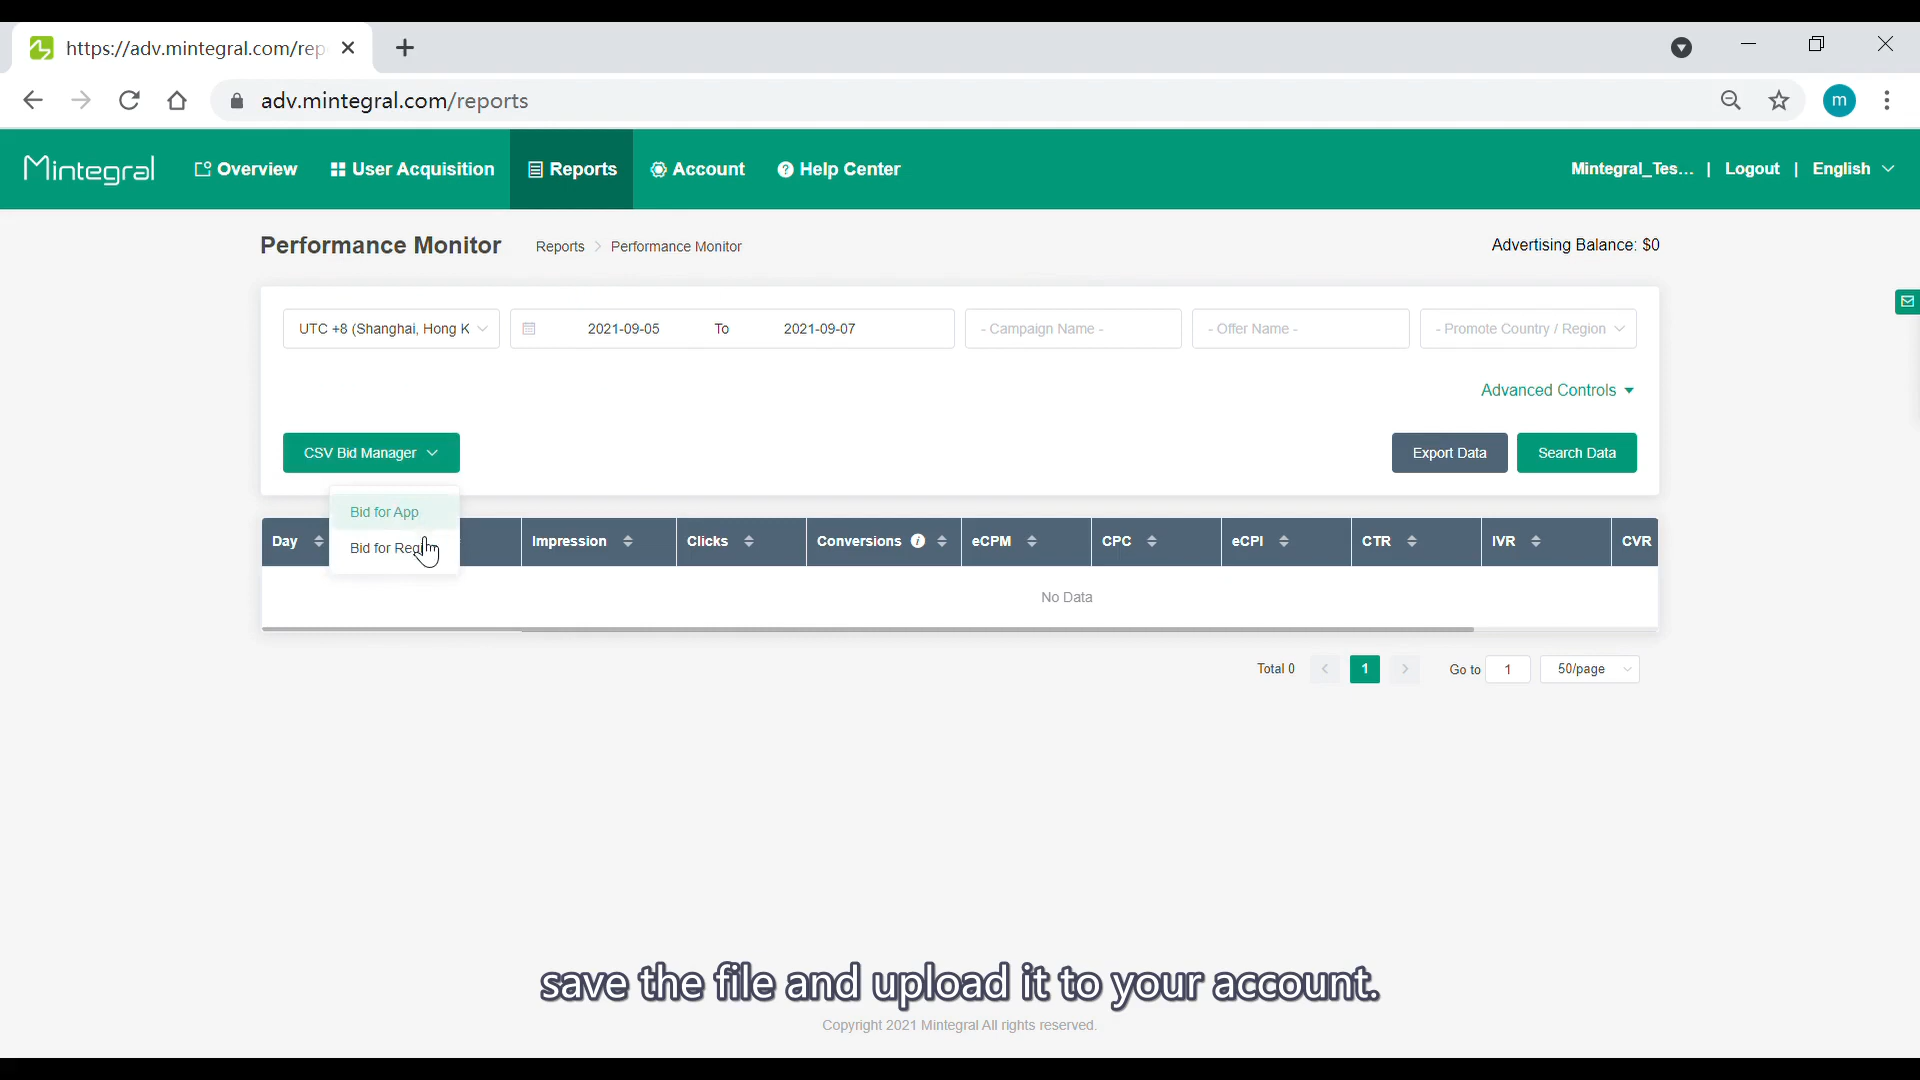 https://adv.mintegral.com/rep
adv.mintegral.com/reports
m
Mintegral
Overview
User Acquisition
Reports
Account
Help Center
Mintegral_Tes... | Logout | English
Performance Monitor
Reports > Performance Monitor
Advertising Balance: $0
UTC +8 (Shanghai, Hong K
2021-09-05 To 2021-09-07
- Campaign Name -
- Offer Name -
- Promote Country / Region
Advanced Controls
CSV Bid Manager
Export Data
Search Data
Bid for App
Bid for
Day
Impression
Clicks
Conversions
eCPM
CPC
eCPI
CTR
IVR
CVR
No Data
Total 0
<
1
>
Go to
1
50/page
save the file and upload it to your account.
Copyright 2021 Mintegral All rights reserved.